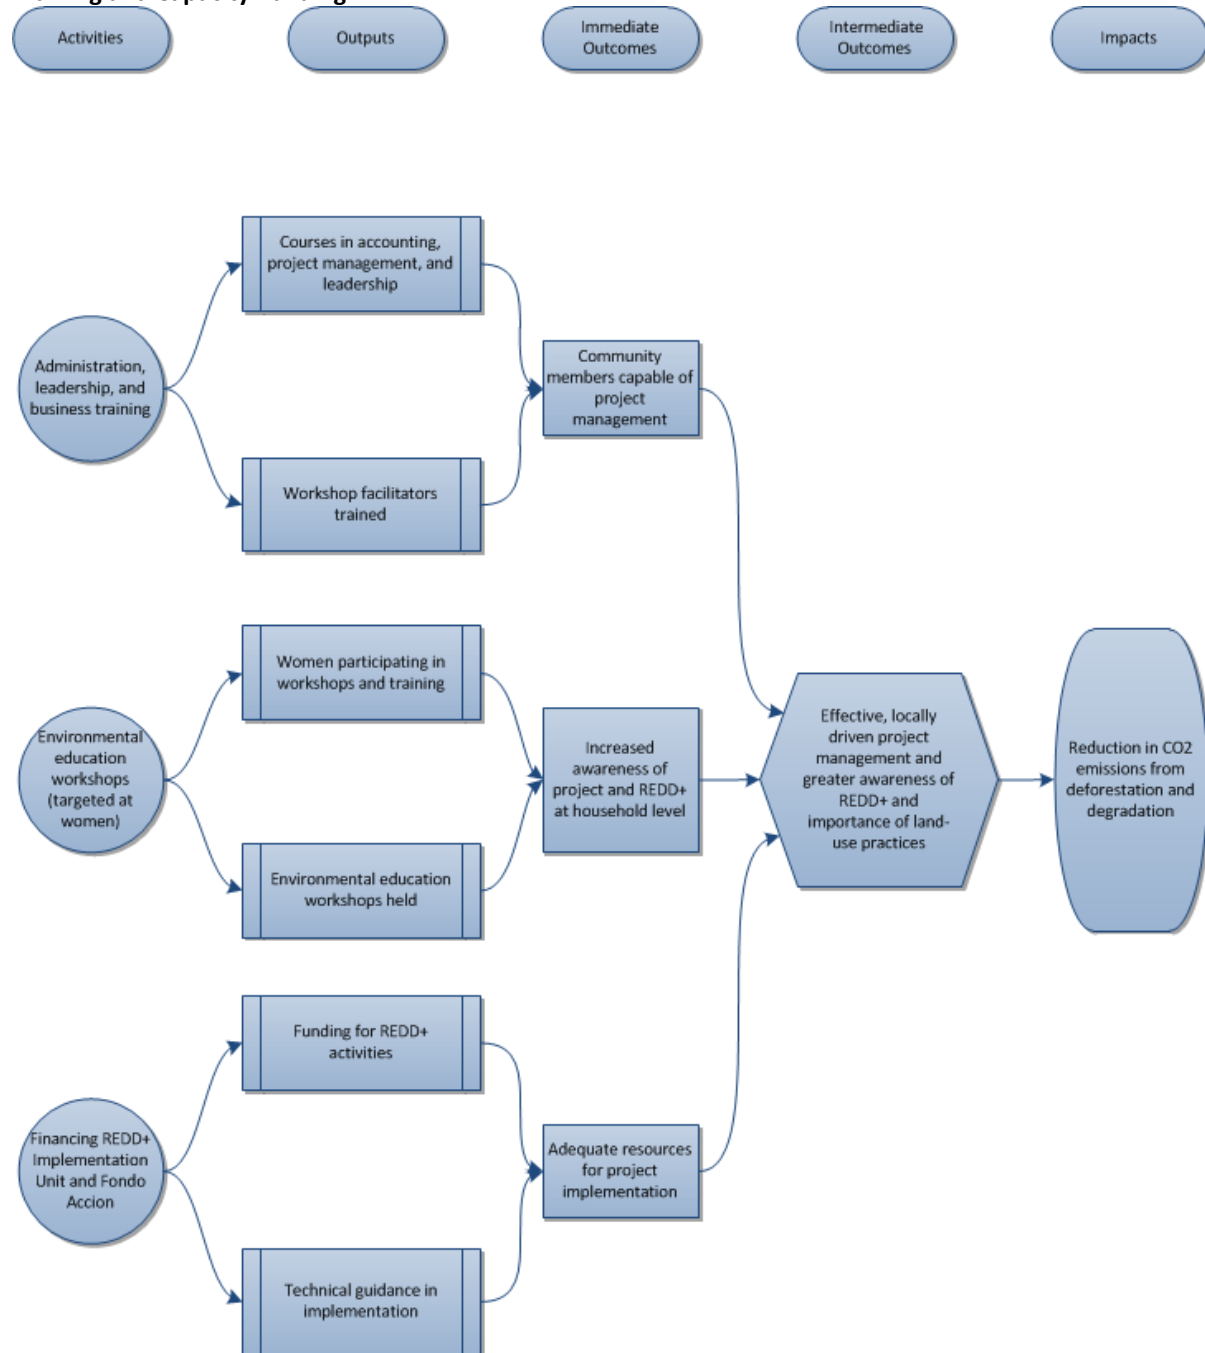 Activities
Outputs
Immediate
Outcomes
Intermediate
Outcomes
Impacts
Courses in accounting,
project management, and
leadership
Administration,
leadership, and
business training
Community
members capable of
project
management
Workshop facilitators
trained
Women participating in
workshops and training
Environmental
education
workshops
(targeted at
women)
Increased
awareness of
project and REDD+
at household level
Effective, locally
driven project
management and
greater awareness of
REDD+ and
importance of land-
use practices
Reduction in CO2
emissions from
deforestation and
degradation
Environmental education
workshops held
Funding for REDD+
activities
Financing REDD+
Implementation
Unit and Fondo
Accion
Adequate resources
for project
implementation
Technical guidance in
implementation